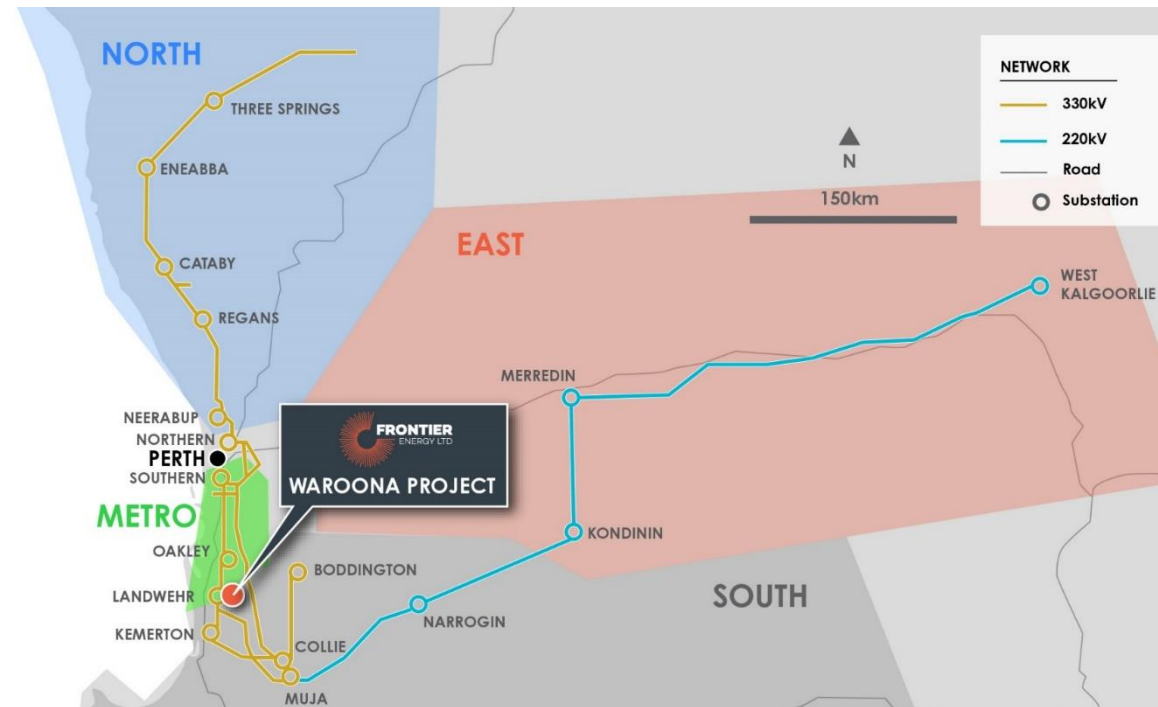 NORTH
THREE SPRINGS
ENEABBA
CATABY
REGANS
NEERABUP
NORTHERN
PERTH
SOUTHERN
METRO
OAKLEY
LANDWEHR
KEMERTON
BODDINGTON
COLLIE
MUJA
FRONTIER
ENERGY LTD
WAROONA PROJECT
EAST
MERREDIN
KONDININ
NARROGIN
SOUTH
WEST
KALGOORLIE
N
150km
NETWORK
330kV
220kV
Road
Substation